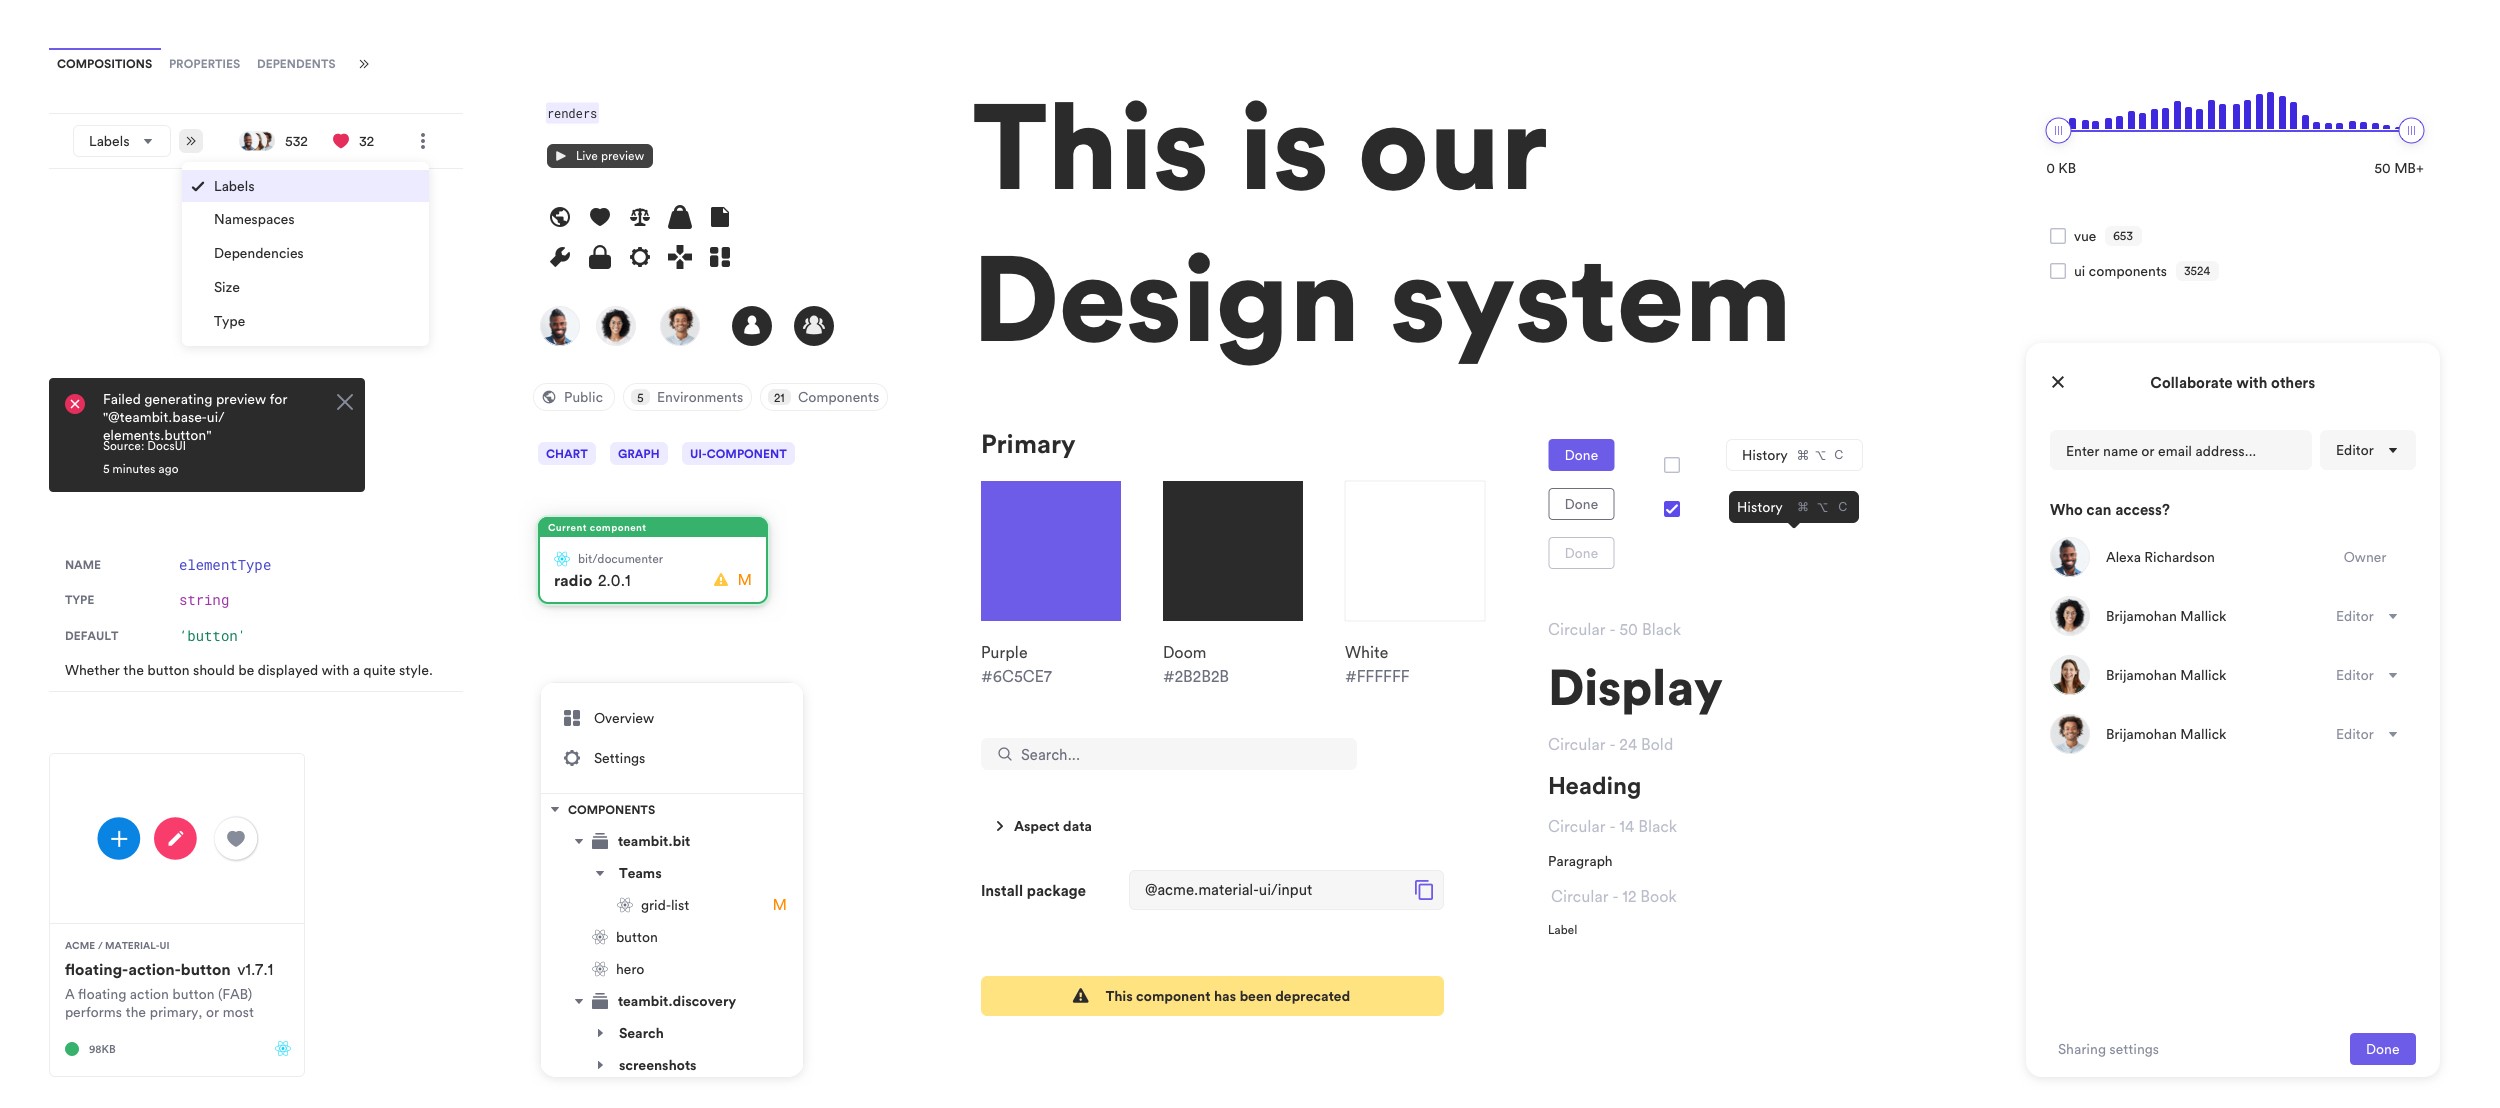 COMPOSITIONS PROPERTIES DEPENDENTS
Labels 532 32
Labels
Namespaces
Dependencies
Size
Type
Failed generating preview for
"@teambit.base-ui/
elements.button"
Source: DocsUI
5 minutes ago
NAME elementType
TYPE string
DEFAULT 'button'
Whether the button should be displayed with a quite style.
ACME / MATERIAL-UI
floating-action-button v1.7.1
A floating action button (FAB)
performs the primary, or most
98KB
renders
Live preview
Public 5 Environments 21 Components
CHART GRAPH UI-COMPONENT
Current component
bit/documenter
radio 2.0.1 M
Overview
Settings
COMPONENTS
teambit.bit
Teams
grid-list M
button
hero
teambit.discovery
Search
screenshots
This is our
Design system
Primary
Purple
#6C5CE7
Doom
#2B2B2B
White
#FFFFFF
Search...
Aspect data
Install package @acme.material-ui/input
This component has been deprecated
Done
Done
Done
History ⌘ ⌥ C
History ⌘ ⌥ C
Circular - 50 Black
Display
Circular - 24 Bold
Heading
Circular - 14 Black
Paragraph
Circular - 12 Book
Label
0 KB 50 MB+
vue 653
ui components 3524
Collaborate with others
Enter name or email address... Editor
Who can access?
Alexa Richardson Owner
Brijamohan Mallick Editor
Brijamohan Mallick Editor
Brijamohan Mallick Editor
Sharing settings Done